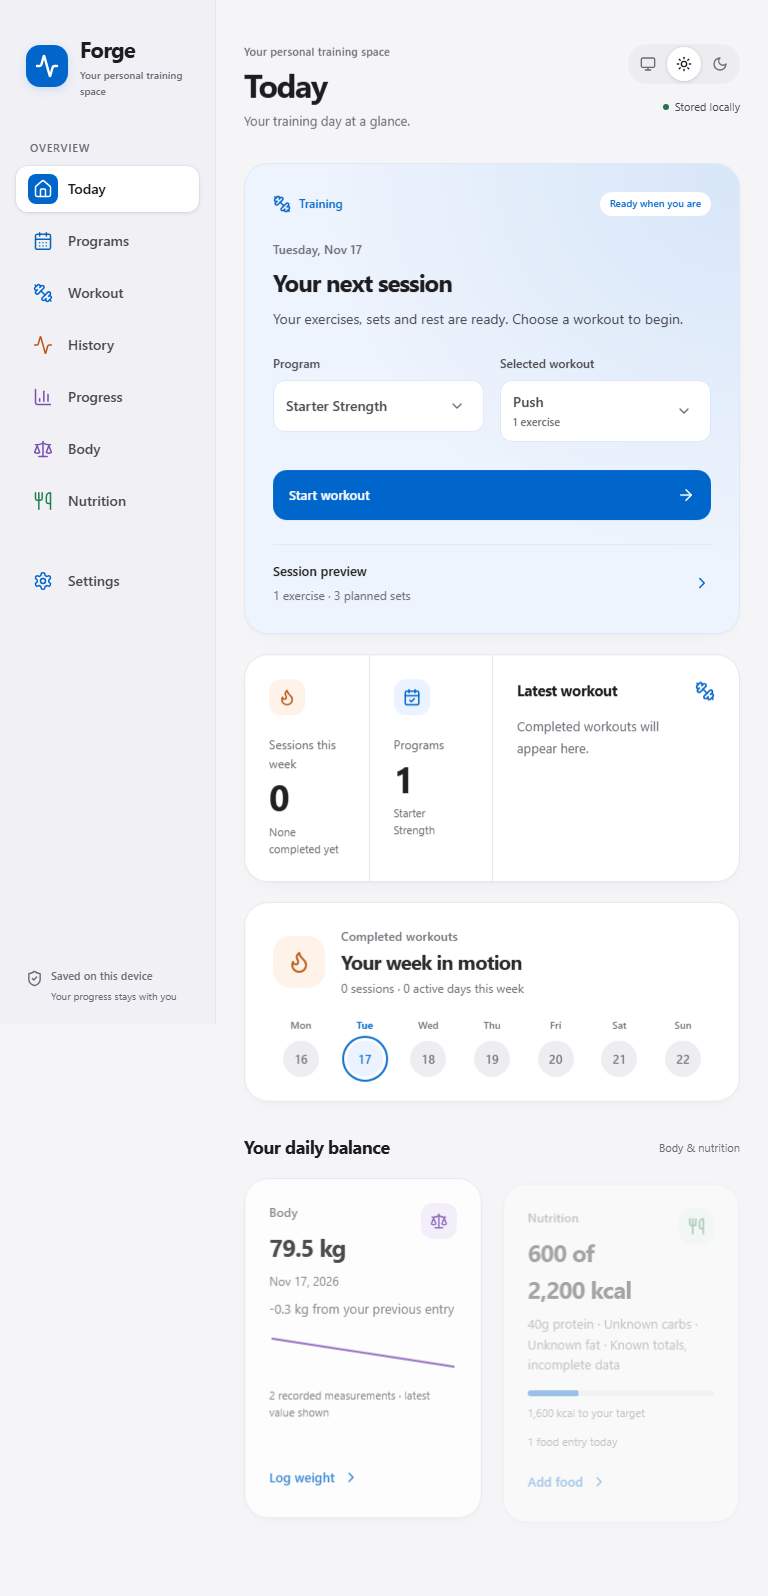 Forge
Your personal training
space
OVERVIEW
Today
Programs
Workout
History
Progress
Body
Nutrition
Settings
Saved on this device
Your progress stays with you
Your personal training space
Today
Your training day at a glance.
Stored locally
Training
Ready when you are
Tuesday, Nov 17
Your next session
Your exercises, sets and rest are ready. Choose a workout to begin.
Program
Starter Strength
Selected workout
Push
1 exercise
Start workout
Session preview
1 exercise · 3 planned sets
Sessions this
week
0
None
completed yet
Programs
1
Starter
Strength
Latest workout
Completed workouts will
appear here.
Completed workouts
Your week in motion
0 sessions · 0 active days this week
Mon Tue Wed Thu Fri Sat Sun
16 17 18 19 20 21 22
Your daily balance
Body & nutrition
Body
79.5 kg
Nov 17, 2026
-0.3 kg from your previous entry
2 recorded measurements · latest
value shown
Log weight
Nutrition
600 of
2,200 kcal
40g protein · Unknown carbs ·
Unknown fat · Known totals,
incomplete data
1,600 kcal to your target
1 food entry today
Add food